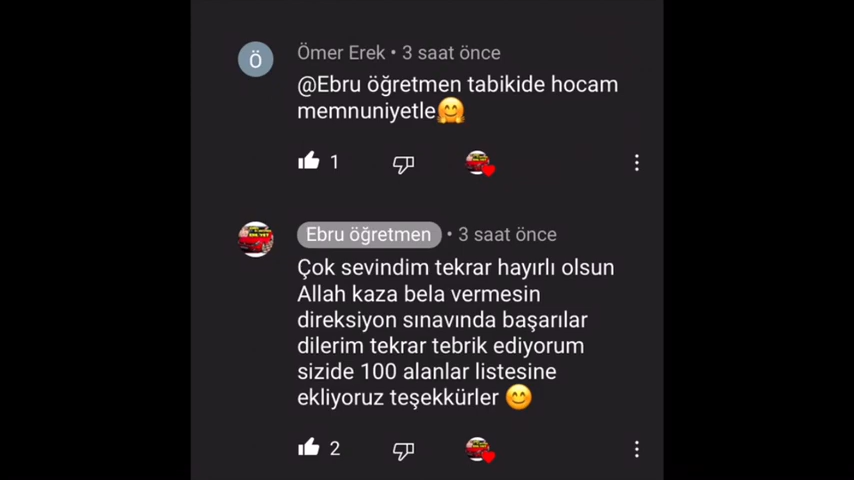 Ö
Ömer Erek • 3 saat önce
@Ebru öğretmen tabikide hocam
memnuniyetle🤗
1
Ebru öğretmen • 3 saat önce
Çok sevindim tekrar hayırlı olsun
Allah kaza bela vermesin
direksiyon sınavında başarılar
dilerim tekrar tebrik ediyorum
sizide 100 alanlar listesine
ekliyoruz teşekkürler 😊
2